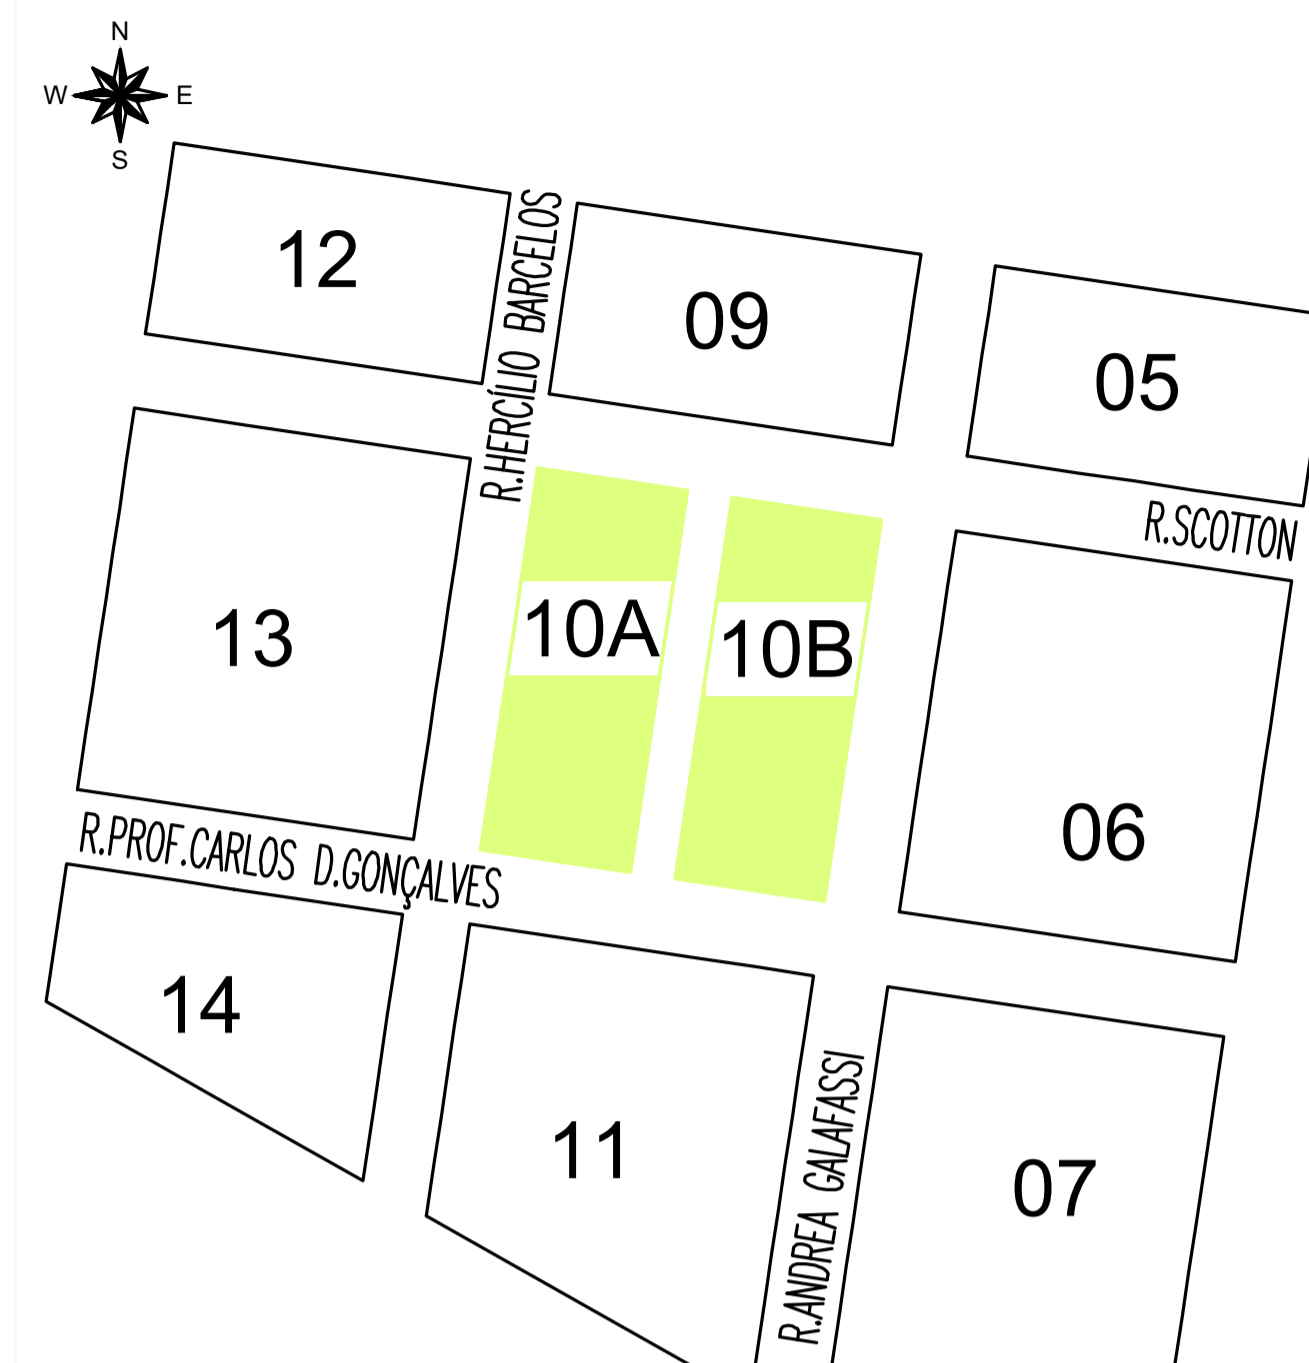 N
W E
S
12
R.HERCÍLIO BARCELOS
09
05
R.SCOTTON
13
10A
10B
06
R.PROF.CARLOS D.GONÇALVES
14
11
R.ANDREA GALAFASSI
07